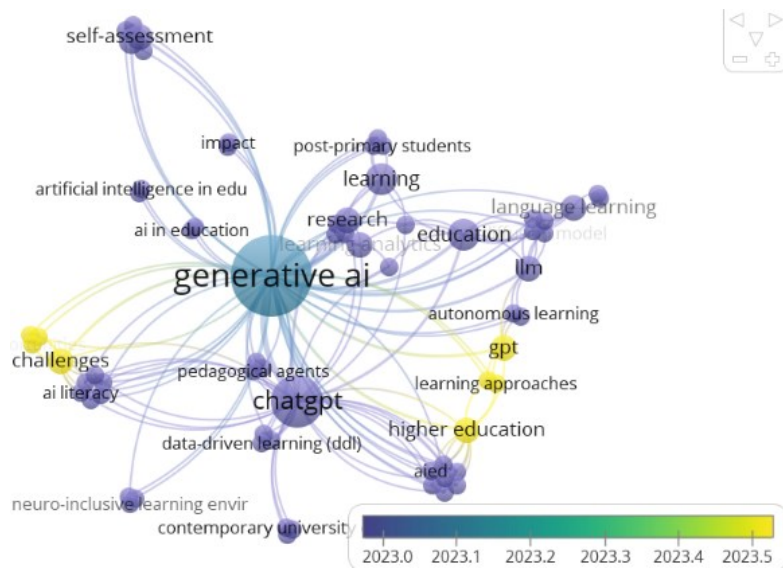 self-assessment
impact
post-primary students
artificial intelligence in edu
learning
ai in education
research
language learning
learning analytics
education
model
generative ai
llm
autonomous learning
gpt
challenges
pedagogical agents
learning approaches
ai literacy
chatgpt
higher education
data-driven learning (ddl)
aied
neuro-inclusive learning envir
contemporary university
2023.0 2023.1 2023.2 2023.3 2023.4 2023.5